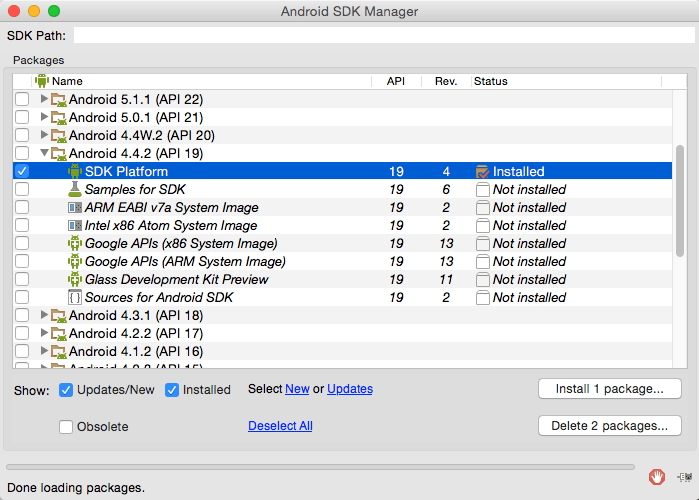 Android SDK Manager
SDK Path:
Packages
Name API Rev. Status
Android 5.1.1 (API 22)
Android 5.0.1 (API 21)
Android 4.4W.2 (API 20)
Android 4.4.2 (API 19)
SDK Platform 19 4 Installed
Samples for SDK 19 6 Not installed
ARM EABI v7a System Image 19 2 Not installed
Intel x86 Atom System Image 19 2 Not installed
Google APIs (x86 System Image) 19 13 Not installed
Google APIs (ARM System Image) 19 13 Not installed
Glass Development Kit Preview 19 11 Not installed
Sources for Android SDK 19 2 Not installed
Android 4.3.1 (API 18)
Android 4.2.2 (API 17)
Android 4.1.2 (API 16)
Show: Updates/New Installed Select New or Updates Install 1 package...
Obsolete Deselect All Delete 2 packages...
Done loading packages.